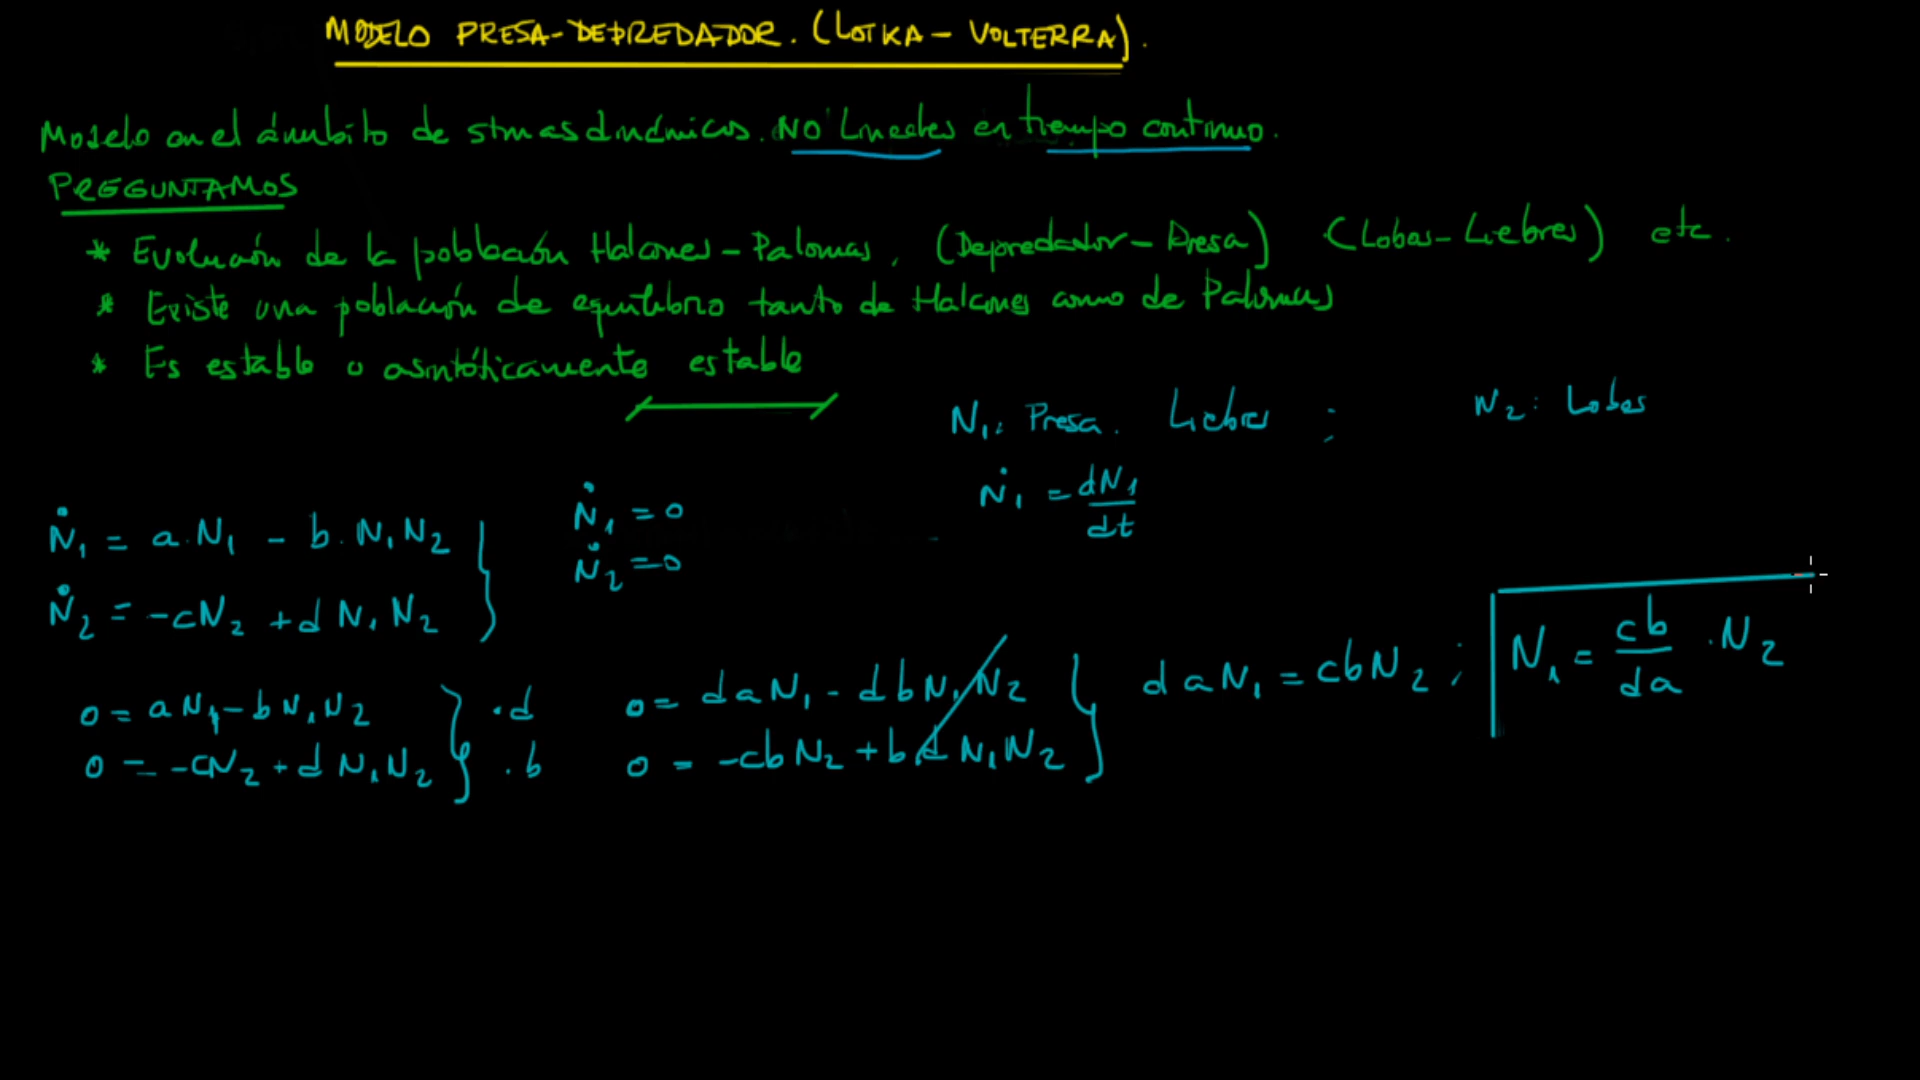 MODELO PRESA-DEPREDADOR. (LOTKA - VOLTERRA).
Modelo en el ámbito de stmas dinámicos. NO Lineales en tiempo continuo.
PREGUNTAMOS
* Evolución de la población Halcones - Palomas, (Depredador - Presa) (Lobos - Liebres) etc.
* Existe una población de equilibrio tanto de Halcones como de Palomas
* Es estable o asintóticamente estable
N₁: Presa. Liebres ; N₂: Lobos
Ṅ₁ = dN₁/dt
Ṅ₁ = a.N₁ - b.N₁N₂ } Ṅ₁ = 0
Ṅ₂ = -cN₂ + d N₁N₂ } Ṅ₂ = 0
0 = aN₁ - bN₁N₂ } .d 0 = daN₁ - dbN₁N₂ } daN₁ = cbN₂ ; N₁ = cb/da .N₂
0 = -cN₂ + d N₁N₂ } .b 0 = -cbN₂ + bdN₁N₂ }